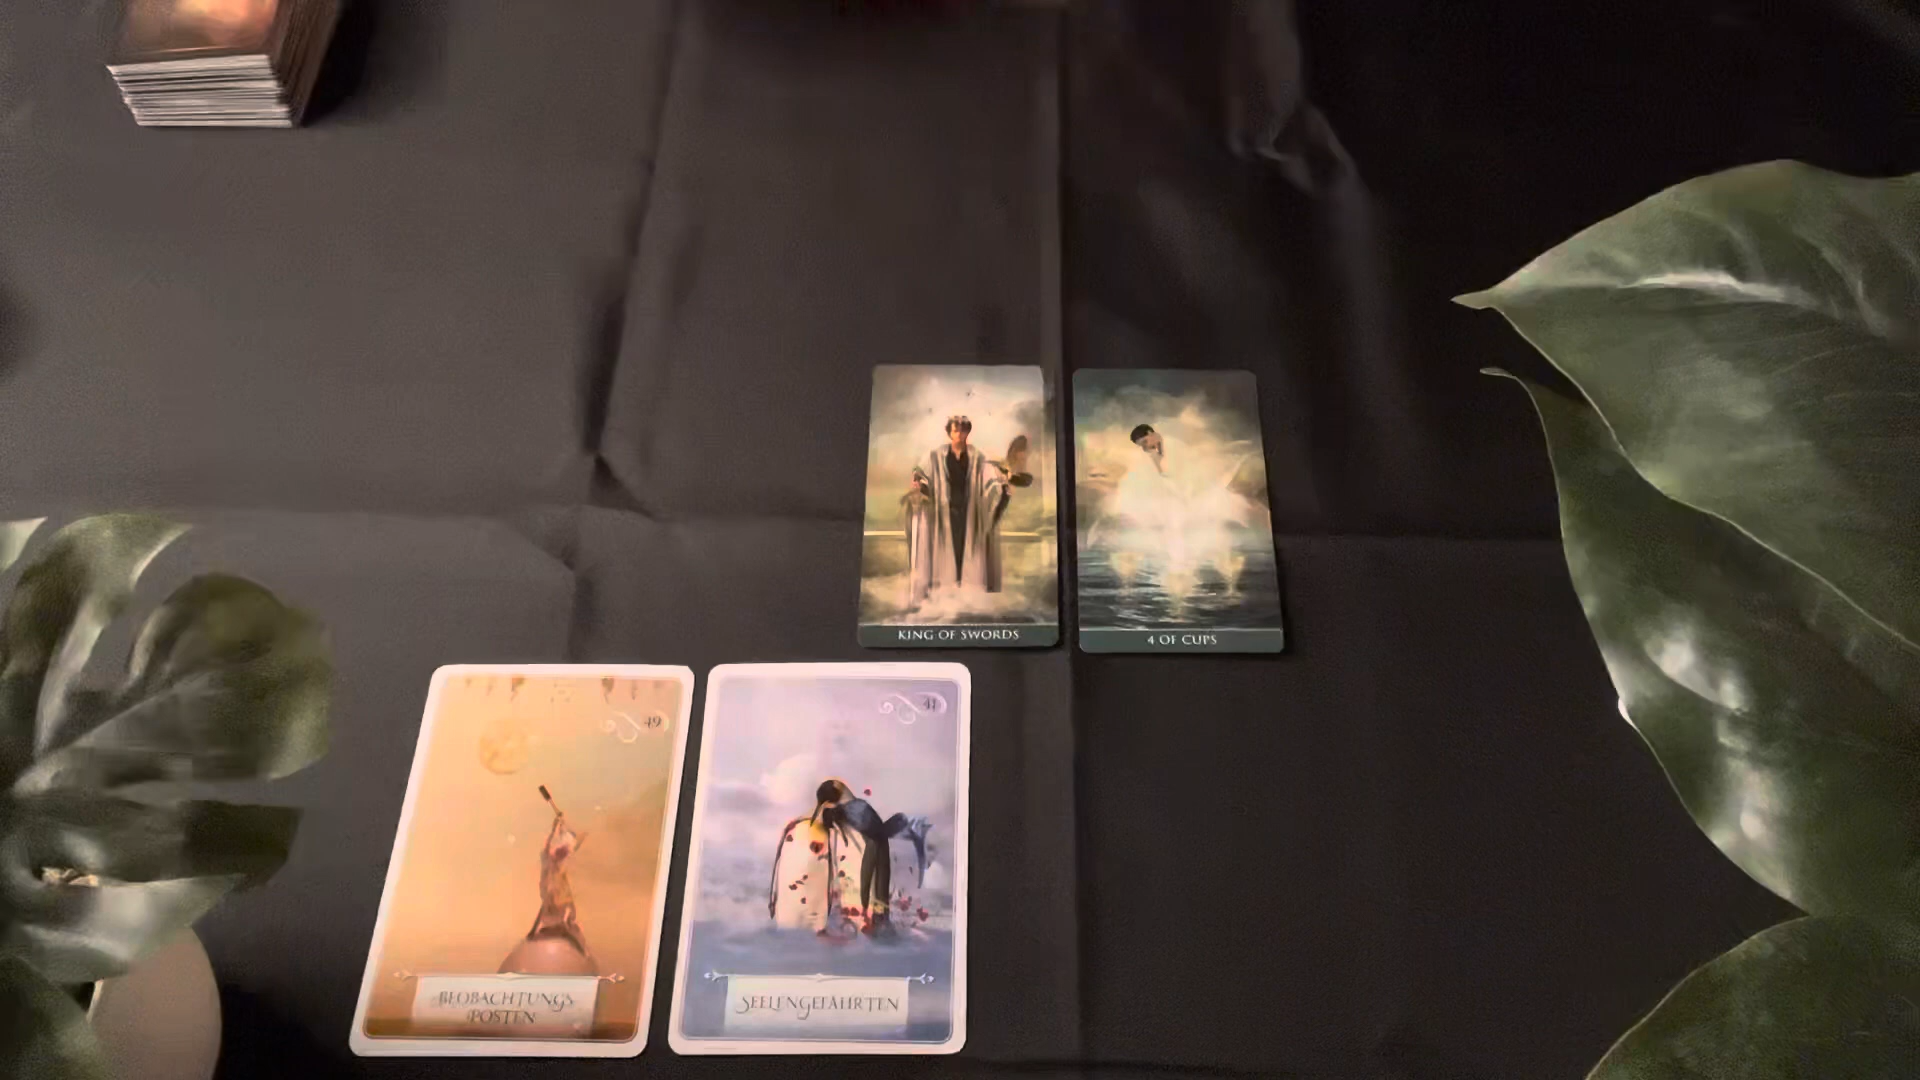 KING OF SWORDS
4 OF CUPS
49
41
BEOBACHTUNGS
POSTEN
SEELENGEFÄHRTEN